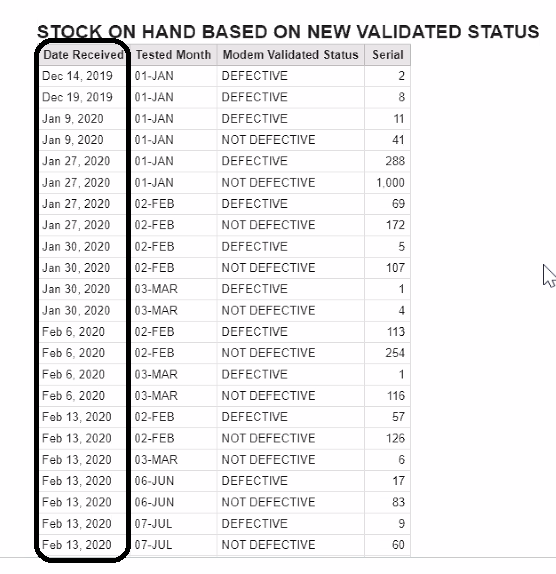 STOCK ON HAND BASED ON NEW VALIDATED STATUS
Date Received Tested Month Modem Validated Status Serial
Dec 14, 2019 01-JAN DEFECTIVE 2
Dec 19, 2019 01-JAN DEFECTIVE 8
Jan 9, 2020 01-JAN DEFECTIVE 11
Jan 9, 2020 01-JAN NOT DEFECTIVE 41
Jan 27, 2020 01-JAN DEFECTIVE 288
Jan 27, 2020 01-JAN NOT DEFECTIVE 1,000
Jan 27, 2020 02-FEB DEFECTIVE 69
Jan 27, 2020 02-FEB NOT DEFECTIVE 172
Jan 30, 2020 02-FEB DEFECTIVE 5
Jan 30, 2020 02-FEB NOT DEFECTIVE 107
Jan 30, 2020 03-MAR DEFECTIVE 1
Jan 30, 2020 03-MAR NOT DEFECTIVE 4
Feb 6, 2020 02-FEB DEFECTIVE 113
Feb 6, 2020 02-FEB NOT DEFECTIVE 254
Feb 6, 2020 03-MAR DEFECTIVE 1
Feb 6, 2020 03-MAR NOT DEFECTIVE 116
Feb 13, 2020 02-FEB DEFECTIVE 57
Feb 13, 2020 02-FEB NOT DEFECTIVE 126
Feb 13, 2020 03-MAR NOT DEFECTIVE 6
Feb 13, 2020 06-JUN DEFECTIVE 17
Feb 13, 2020 06-JUN NOT DEFECTIVE 83
Feb 13, 2020 07-JUL DEFECTIVE 9
Feb 13, 2020 07-JUL NOT DEFECTIVE 60